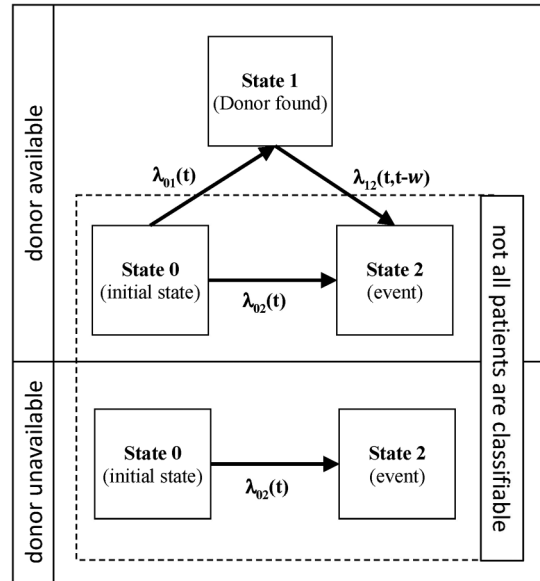 donor available
State 1
(Donor found)
λ01(t)
λ12(t,t-w)
State 0
(initial state)
λ02(t)
State 2
(event)
not all patients are classifiable
donor unavailable
State 0
(initial state)
λ02(t)
State 2
(event)